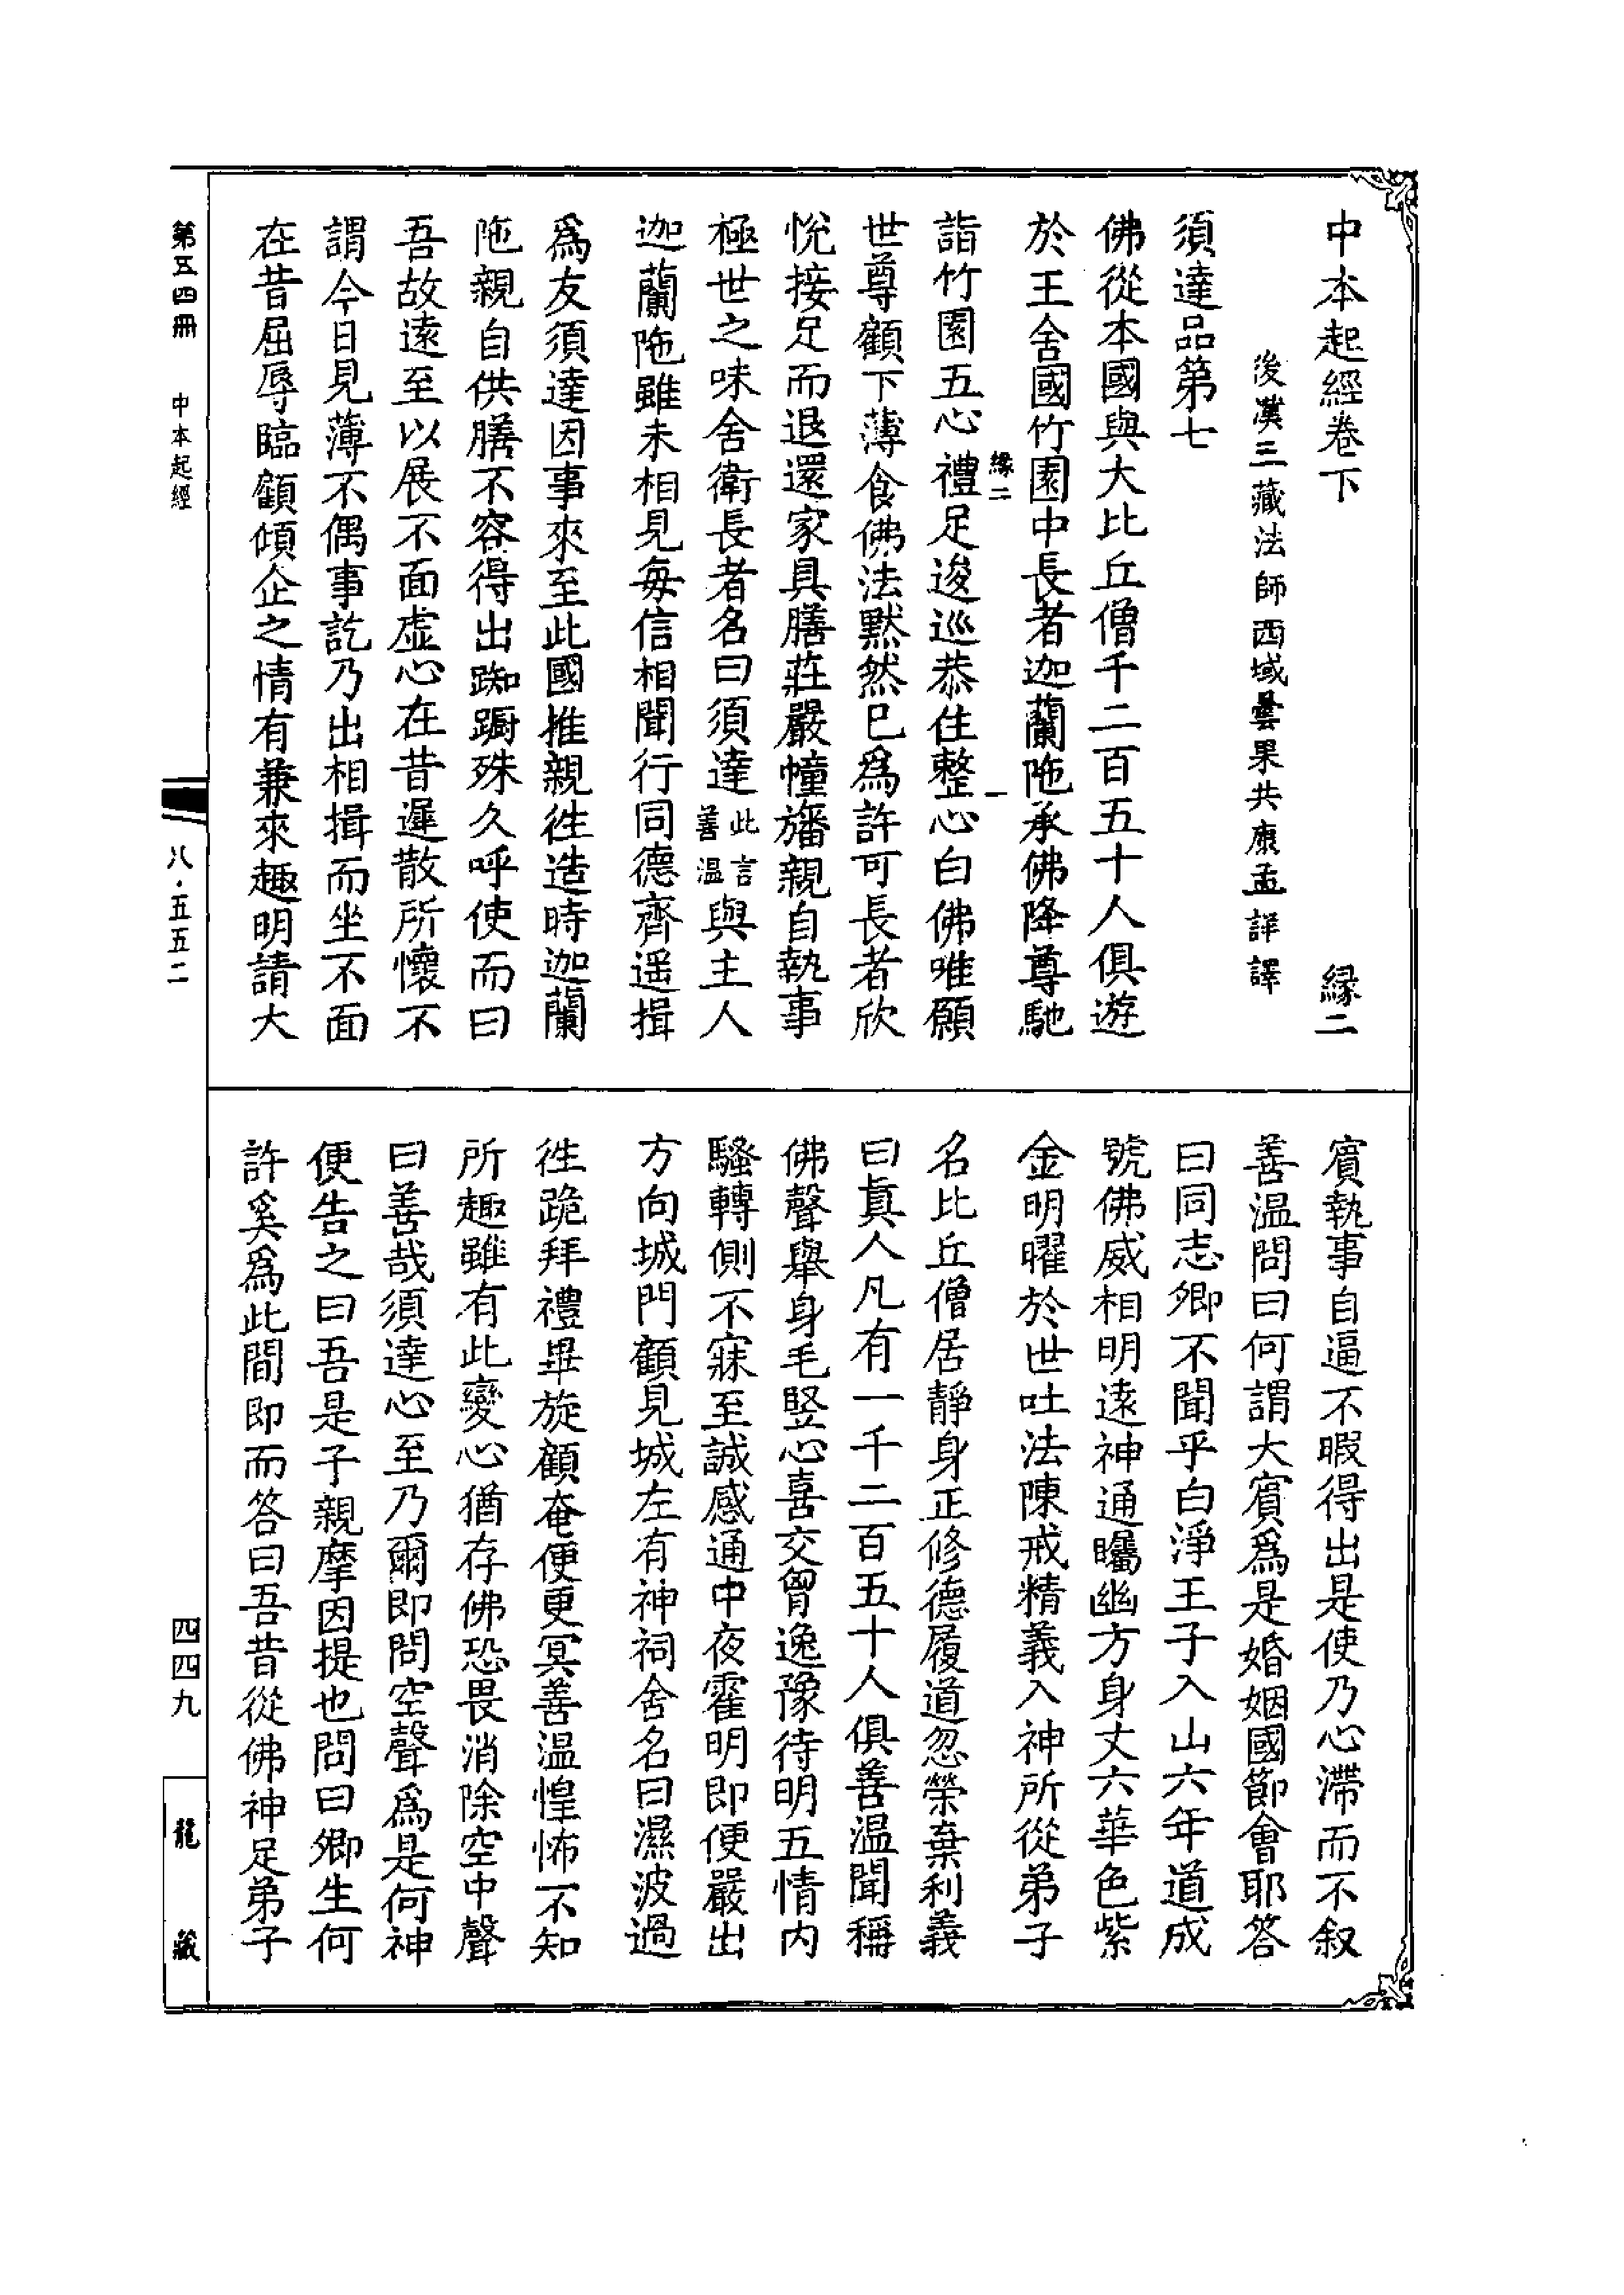 中本起經卷下　緣二
後漢三藏法師西域曇果共康孟詳譯
須達品第七
佛從本國與大比丘僧千二百五十人俱遊
於王舍國竹園中長者迦蘭陁承佛降尊馳
詣竹園五心禮足逡巡恭住整心白佛唯願
緣二　一
世尊顧下薄食佛法默然已爲許可長者欣
悅接足而退還家具膳莊嚴幢旛親自執事
極世之味舍衛長者名曰須達此言善溫與主人
迦蘭陁雖未相見每信相聞行同德齊遥揖
爲友須達因事來至此國推親徃造時迦蘭
陁親自供膳不容得出踟蹰殊久呼使而曰
吾故遠至以展不面虛心在昔遲散所懷不
謂今日見薄不偶事訖乃出相揖而坐不面
在昔屈辱臨顧傾企之情有兼來趣明請大
賓執事自逼不暇得出是使乃心滯而不叙
善溫問曰何謂大賓爲是婚姻國節會耶答
曰同志卿不聞乎白淨王子入山六年道成
號佛威相明遠神通矚幽方身丈六華色紫
金明曜於世吐法陳戒精義入神所從弟子
名比丘僧居靜身正修德履道忽榮棄利義
曰眞人凡有一千二百五十人俱善溫聞稱
佛聲舉身毛竪心喜交胷逸豫待明五情内
騷轉側不寐至誠感通中夜霍明即便嚴出
方向城門顧見城左有神祠舍名曰濕波過
徃跪拜禮畢旋顧奄便更冥善溫惶怖不知
所趣雖有此變心猶存佛恐畏消除空中聲
曰善哉須達心至乃爾即問空聲爲是何神
便告之曰吾是子親摩因提也問曰卿生何
許奚爲此間即而答曰吾昔從佛神足弟子
第五四冊　中本起經
八·五五二
四四九
龍藏